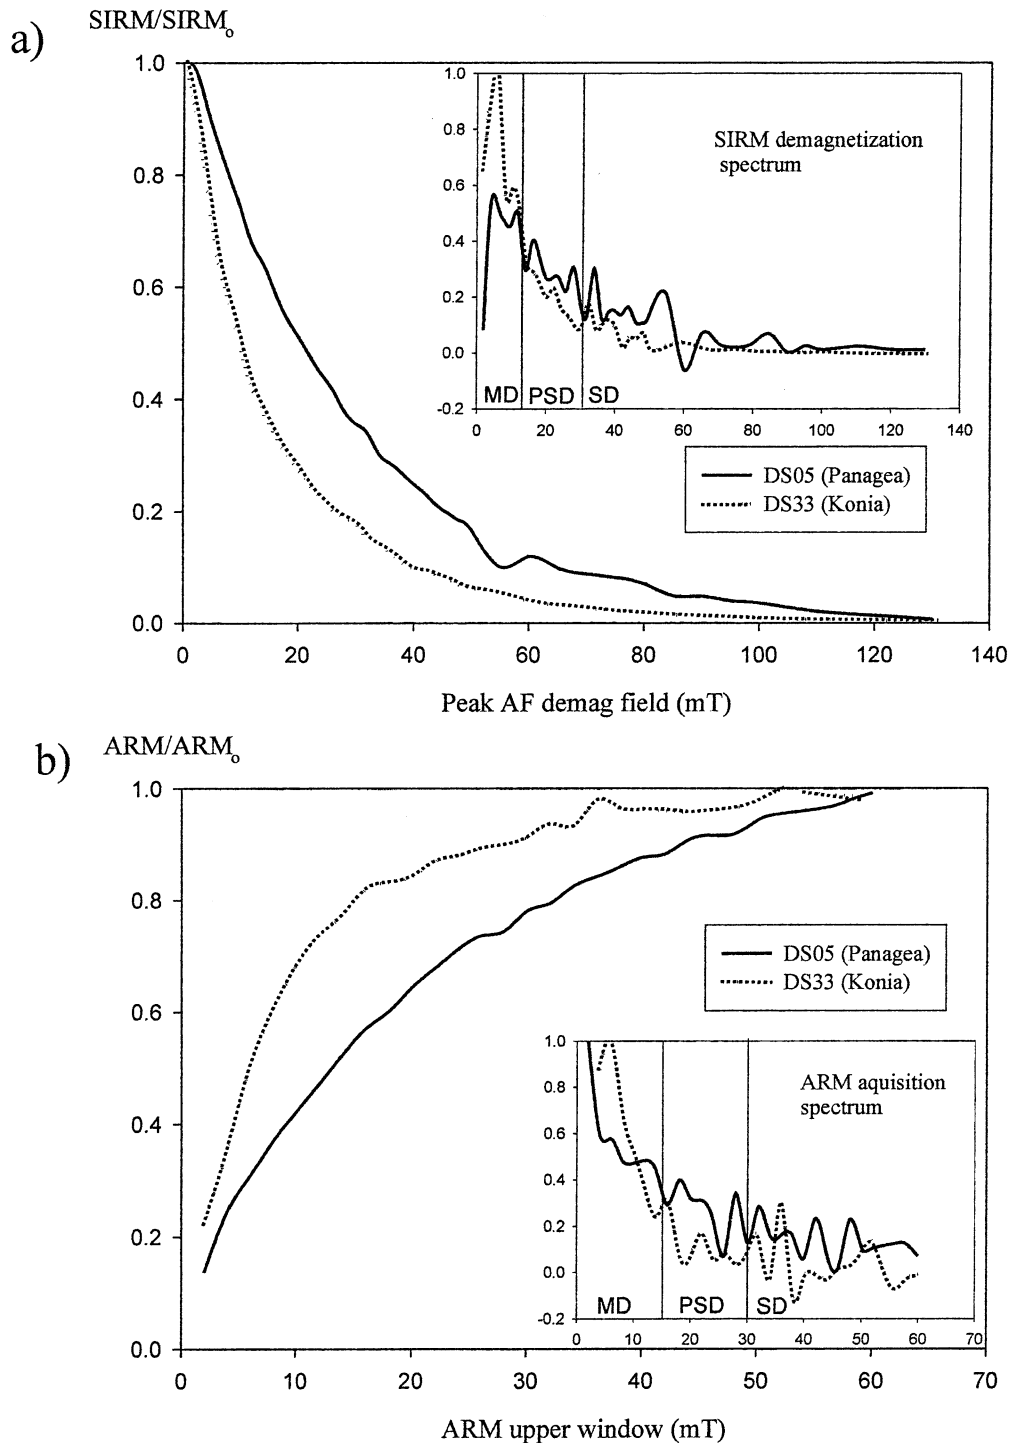 a)
SIRM/SIRMo
1.0
0.8
0.6
0.4
0.2
0.0
0 20 40 60 80 100 120 140
Peak AF demag field (mT)
1.0
0.8
0.6
0.4
0.2
0.0
-0.2
SIRM demagnetization
spectrum
MD PSD SD
0 20 40 60 80 100 120 140
DS05 (Panagea)
DS33 (Konia)
b)
ARM/ARMo
1.0
0.8
0.6
0.4
0.2
0.0
0 10 20 30 40 50 60 70
ARM upper window (mT)
DS05 (Panagea)
DS33 (Konia)
1.0
0.8
0.6
0.4
0.2
0.0
-0.2
ARM aquisition
spectrum
MD PSD SD
0 10 20 30 40 50 60 70